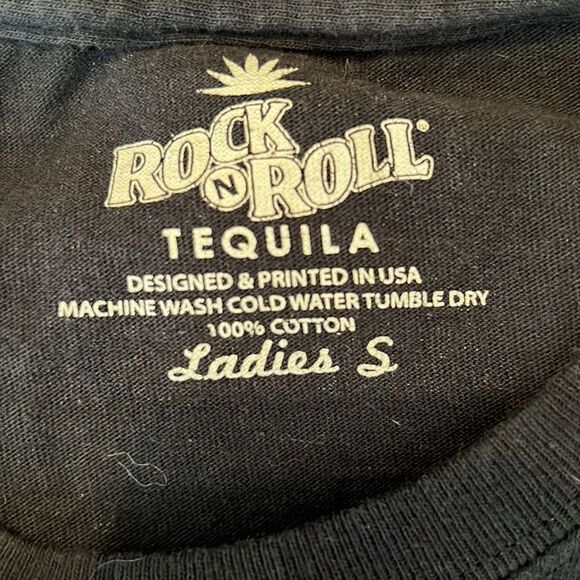 ROCK
N ROLL®
TEQUILA
DESIGNED & PRINTED IN USA
MACHINE WASH COLD WATER TUMBLE DRY
100% COTTON
Ladies S